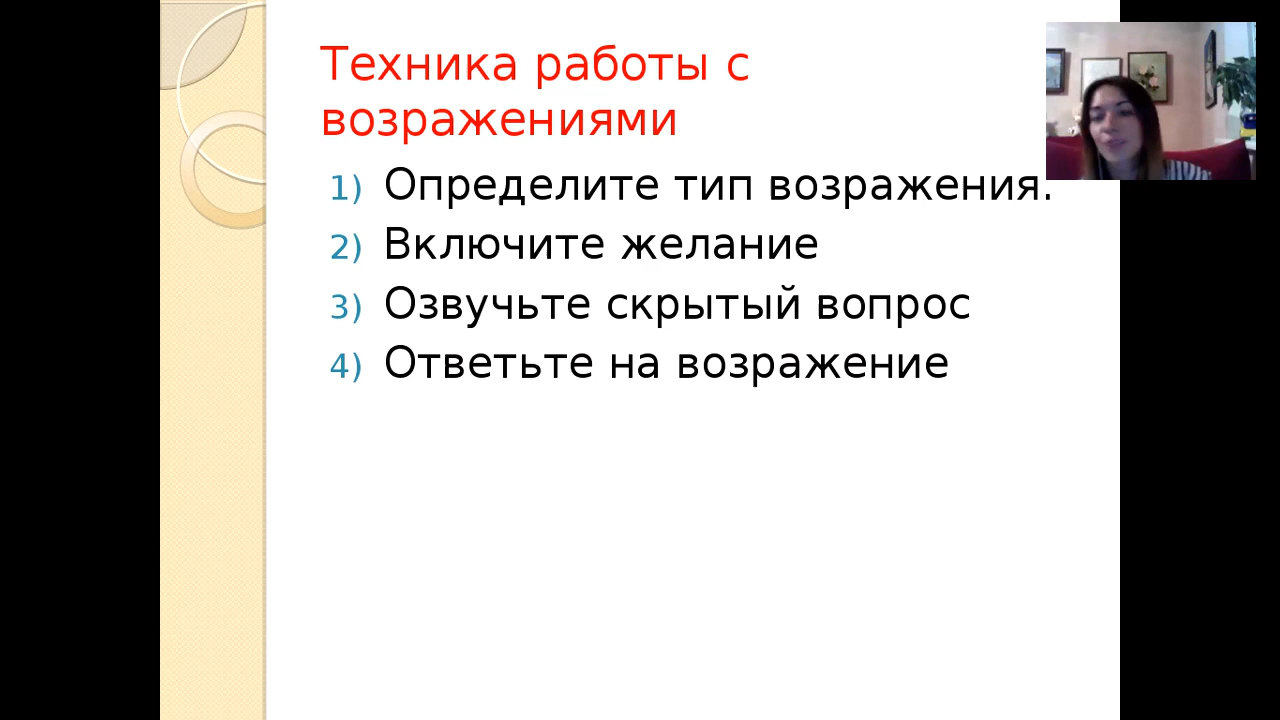 Техника работы с
возражениями
1) Определите тип возражения.
2) Включите желание
3) Озвучьте скрытый вопрос
4) Ответьте на возражение